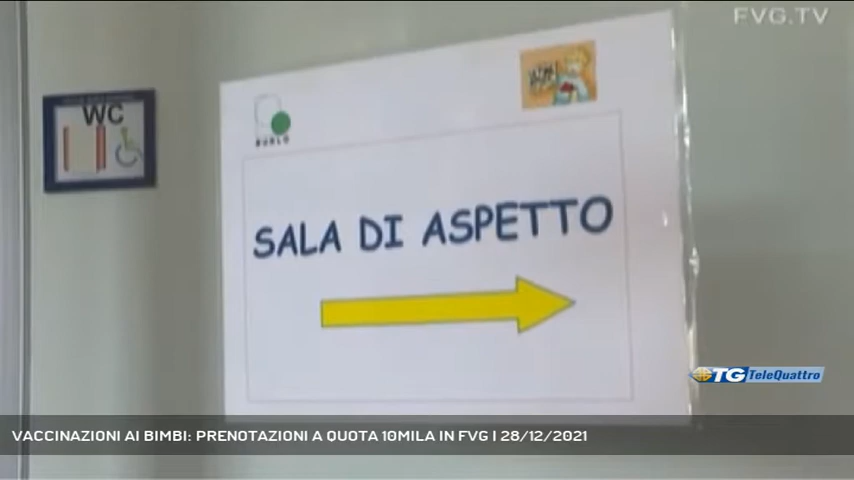 FVG.TV
WC
BURLO
SALA DI ASPETTO
TG TeleQuattro
VACCINAZIONI AI BIMBI: PRENOTAZIONI A QUOTA 10MILA IN FVG | 28/12/2021